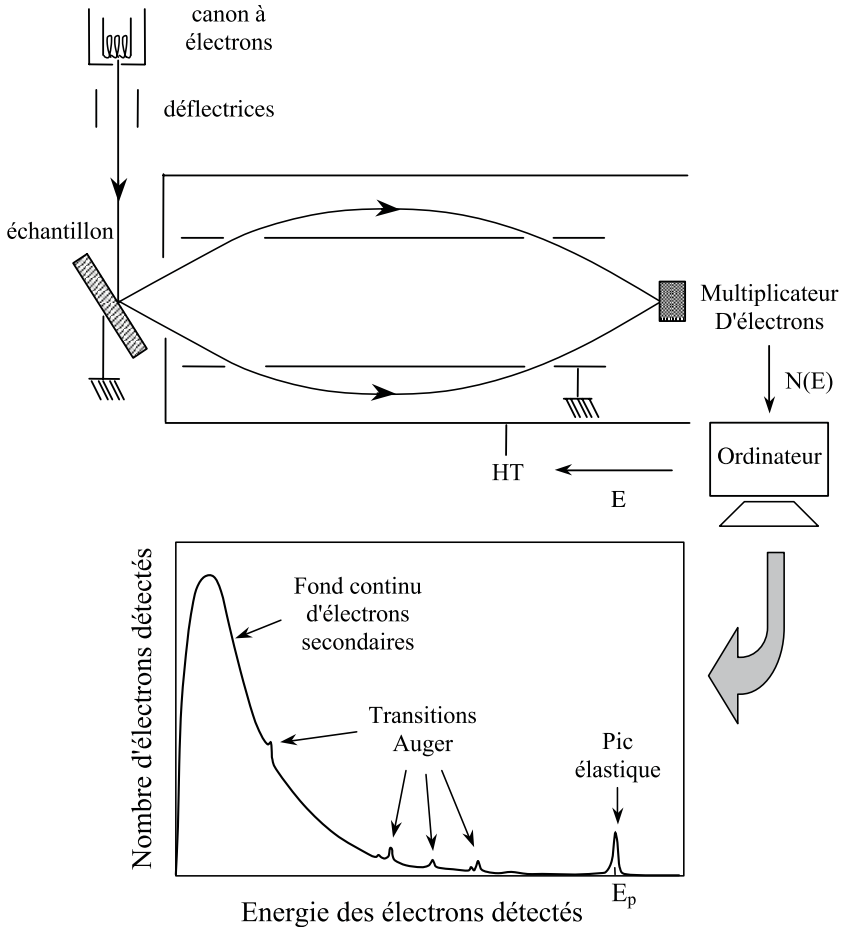 canon à
électrons
déflectrices
échantillon
Multiplicateur
D'électrons
N(E)
Ordinateur
HT
E
Nombre d'électrons détectés
Fond continu
d'électrons
secondaires
Transitions
Auger
Pic
élastique
Ep
Energie des électrons détectés